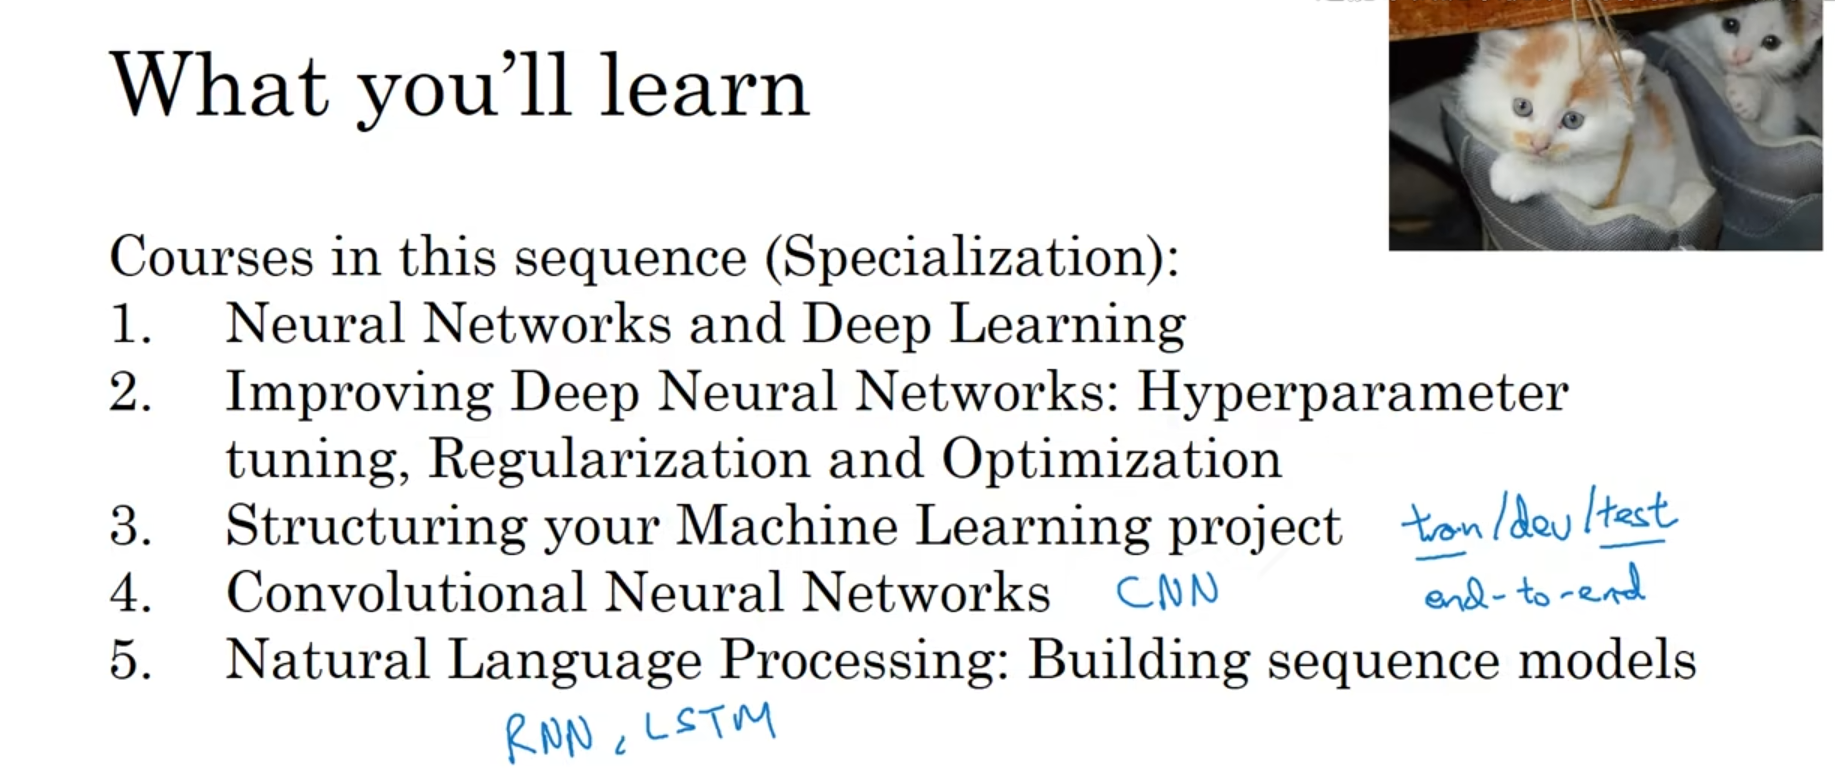 What you'll learn
Courses in this sequence (Specialization):
1. Neural Networks and Deep Learning
2. Improving Deep Neural Networks: Hyperparameter
tuning, Regularization and Optimization
3. Structuring your Machine Learning project train/dev/test
4. Convolutional Neural Networks CNN end-to-end
5. Natural Language Processing: Building sequence models
RNN, LSTM